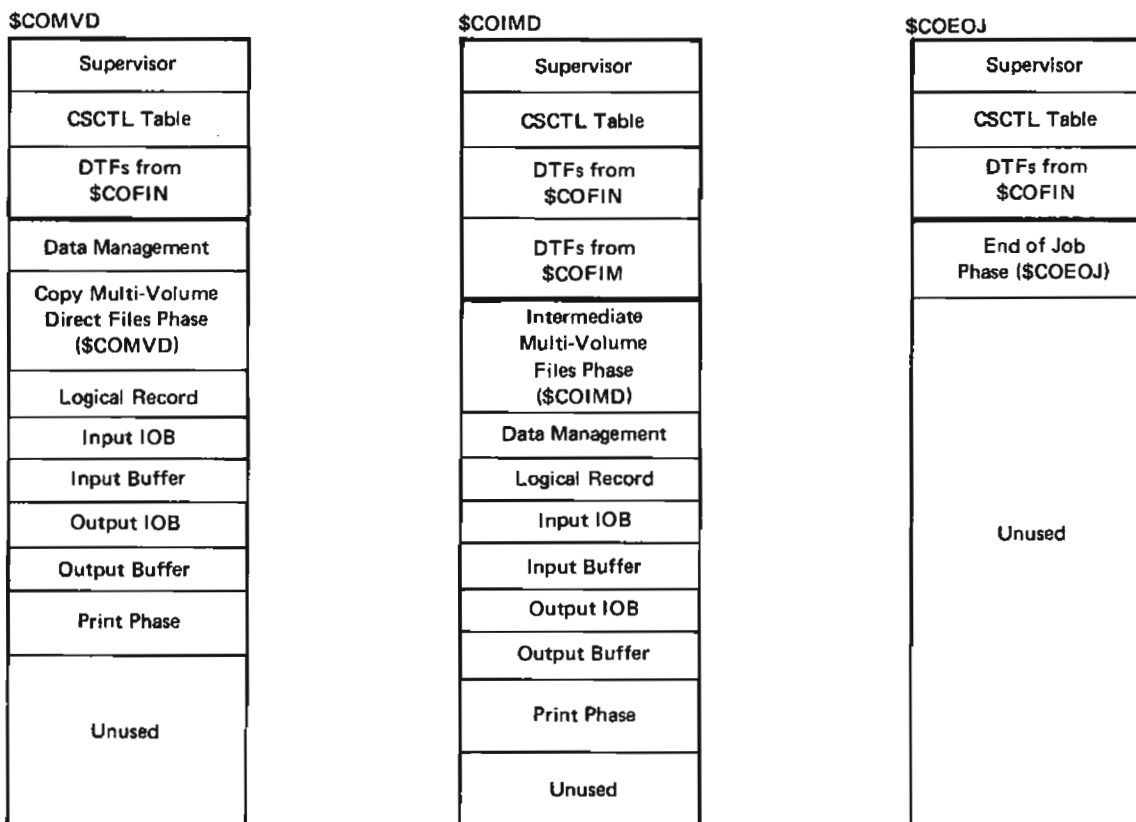 $COMVD
Supervisor
CSCTL Table
DTFs from
$COFIN
Data Management
Copy Multi-Volume
Direct Files Phase
($COMVD)
Logical Record
Input IOB
Input Buffer
Output IOB
Output Buffer
Print Phase
Unused
$COIMD
Supervisor
CSCTL Table
DTFs from
$COFIN
DTFs from
$COFIM
Intermediate
Multi-Volume
Files Phase
($COIMD)
Data Management
Logical Record
Input IOB
Input Buffer
Output IOB
Output Buffer
Print Phase
Unused
$COEOJ
Supervisor
CSCTL Table
DTFs from
$COFIN
End of Job
Phase ($COEOJ)
Unused